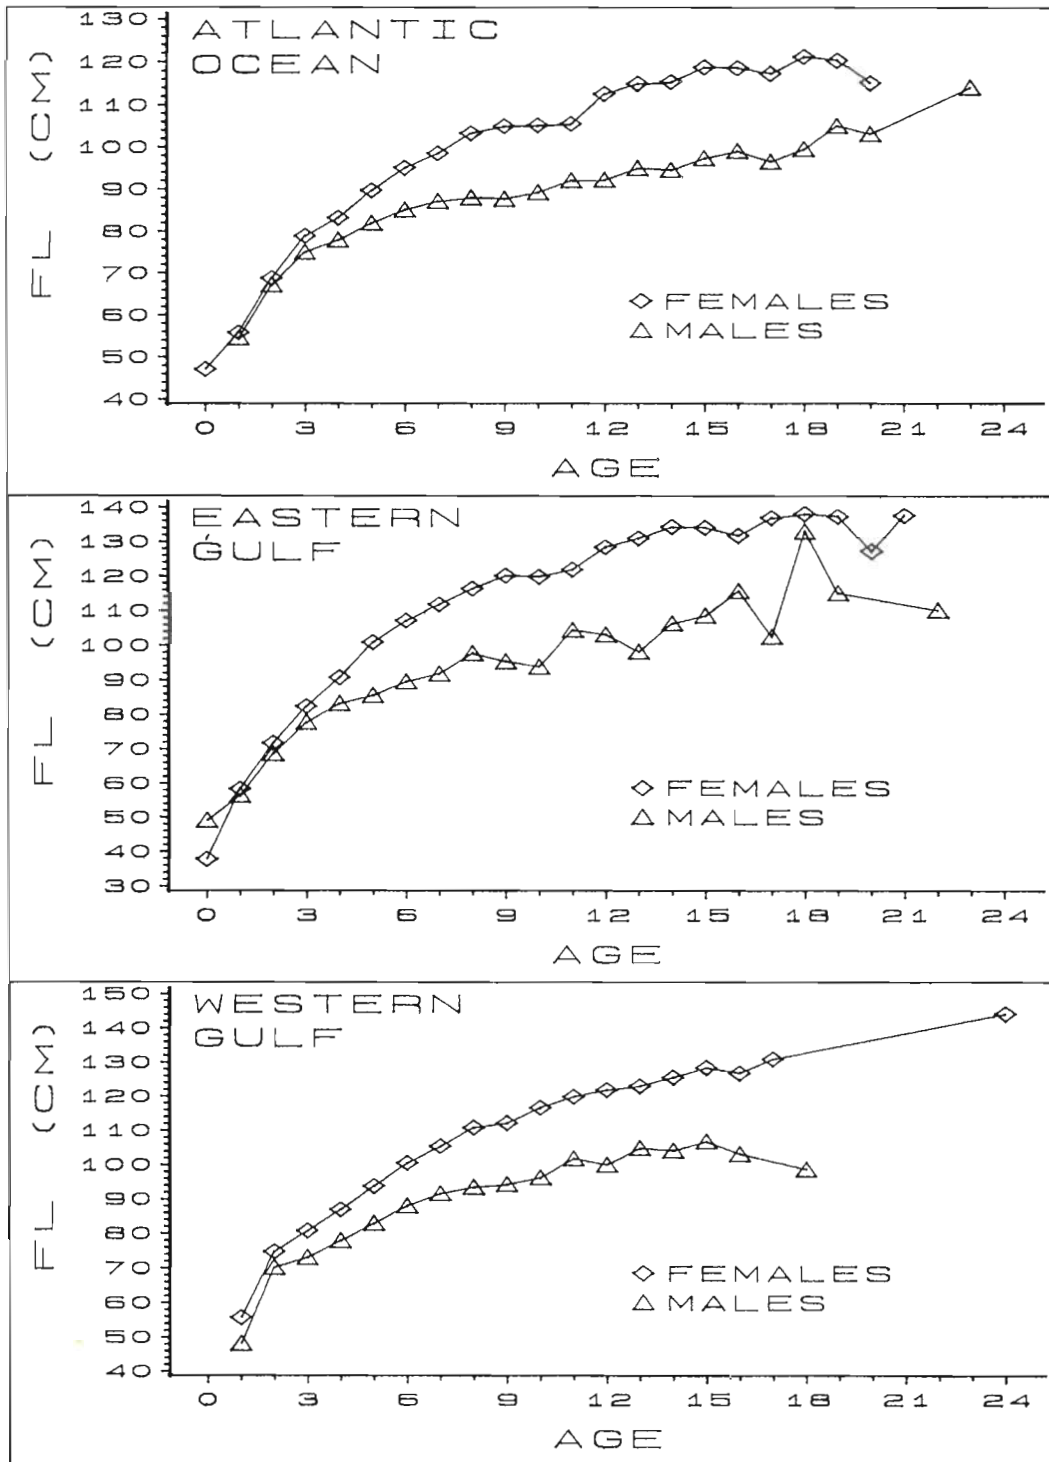 ATLANTIC
OCEAN
FL (CM)
130
120
110
100
90
80
70
60
50
40
FEMALES
MALES
0 3 6 9 12 15 18 21 24
AGE
EASTERN
GULF
FL (CM)
140
130
120
110
100
90
80
70
60
50
40
30
FEMALES
MALES
0 3 6 9 12 15 18 21 24
AGE
WESTERN
GULF
FL (CM)
150
140
130
120
110
100
90
80
70
60
50
40
FEMALES
MALES
0 3 6 9 12 15 18 21 24
AGE